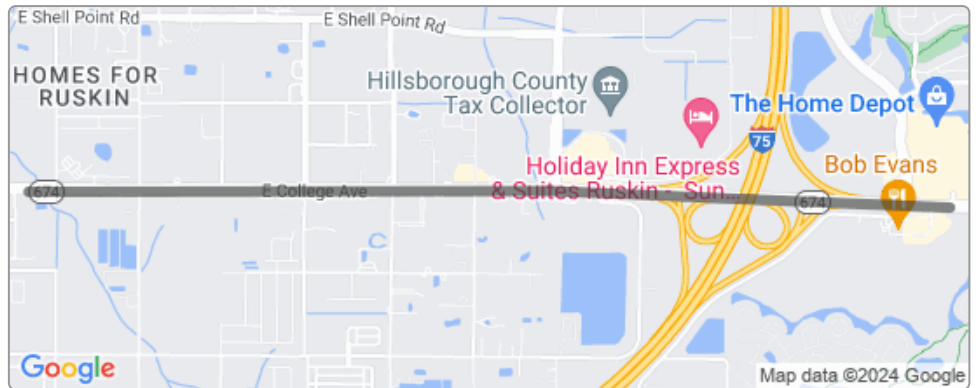 E Shell Point Rd
E Shell Point Rd
HOMES FOR
RUSKIN
Hillsborough County
Tax Collector
The Home Depot
75
Holiday Inn Express
& Suites Ruskin - Sun...
Bob Evans
674
E College Ave
674
Google
Map data ©2024 Google